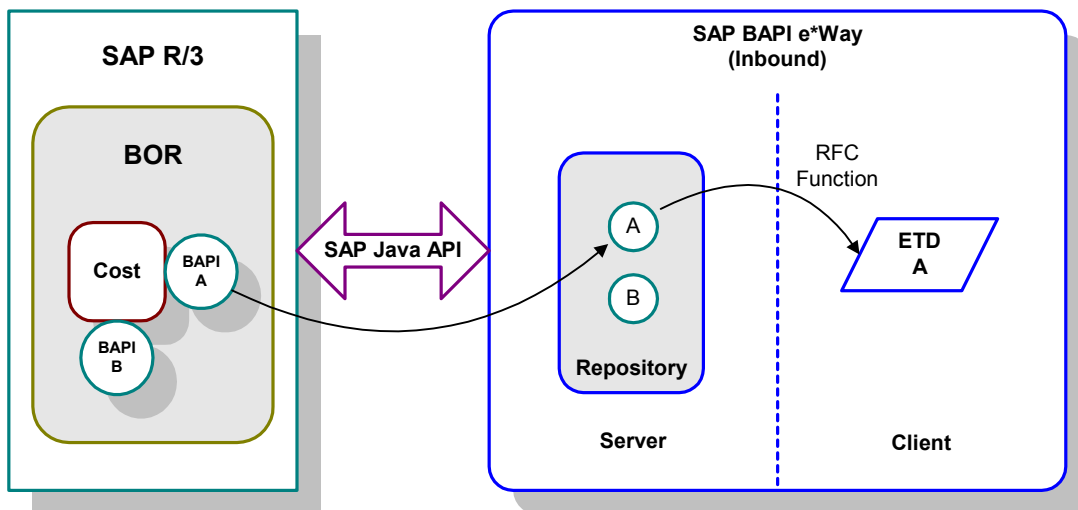 SAP R/3
BOR
Cost
BAPI
A
BAPI
B
SAP Java API
SAP BAPI e*Way
(Inbound)
A
B
Repository
Server
RFC
Function
ETD
A
Client